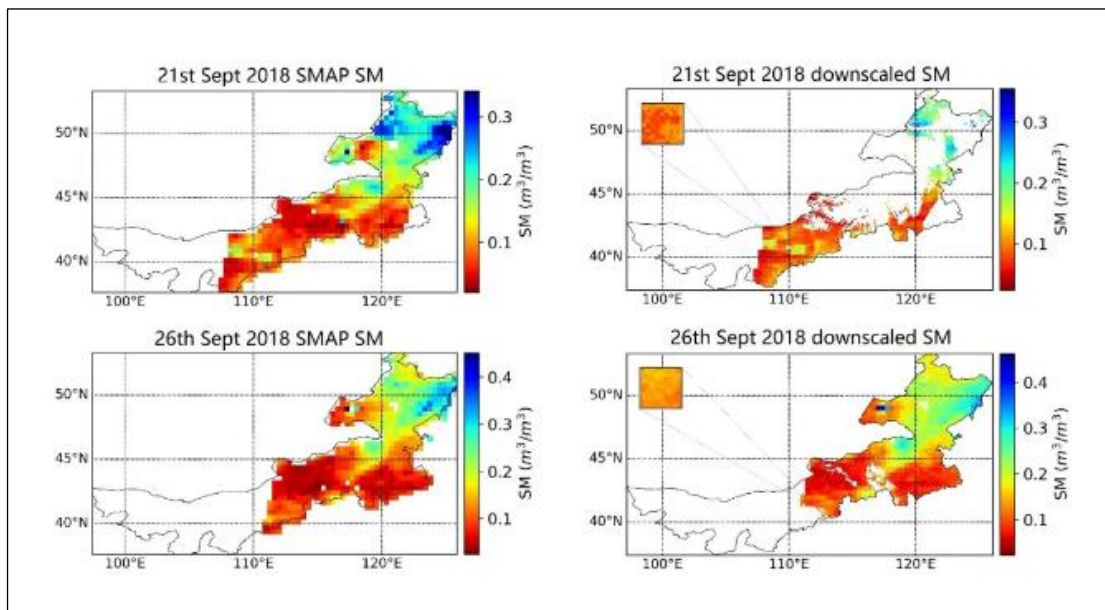 21st Sept 2018 SMAP SM
50°N
45°N
40°N
100°E 110°E 120°E
0.3
0.2
0.1
SM (m³/m³)
21st Sept 2018 downscaled SM
50°N
45°N
40°N
100°E 110°E 120°E
0.3
0.2
0.1
SM (m³/m³)
26th Sept 2018 SMAP SM
50°N
45°N
40°N
100°E 110°E 120°E
0.4
0.3
0.2
0.1
SM (m³/m³)
26th Sept 2018 downscaled SM
50°N
45°N
40°N
100°E 110°E 120°E
0.4
0.3
0.2
0.1
SM (m³/m³)